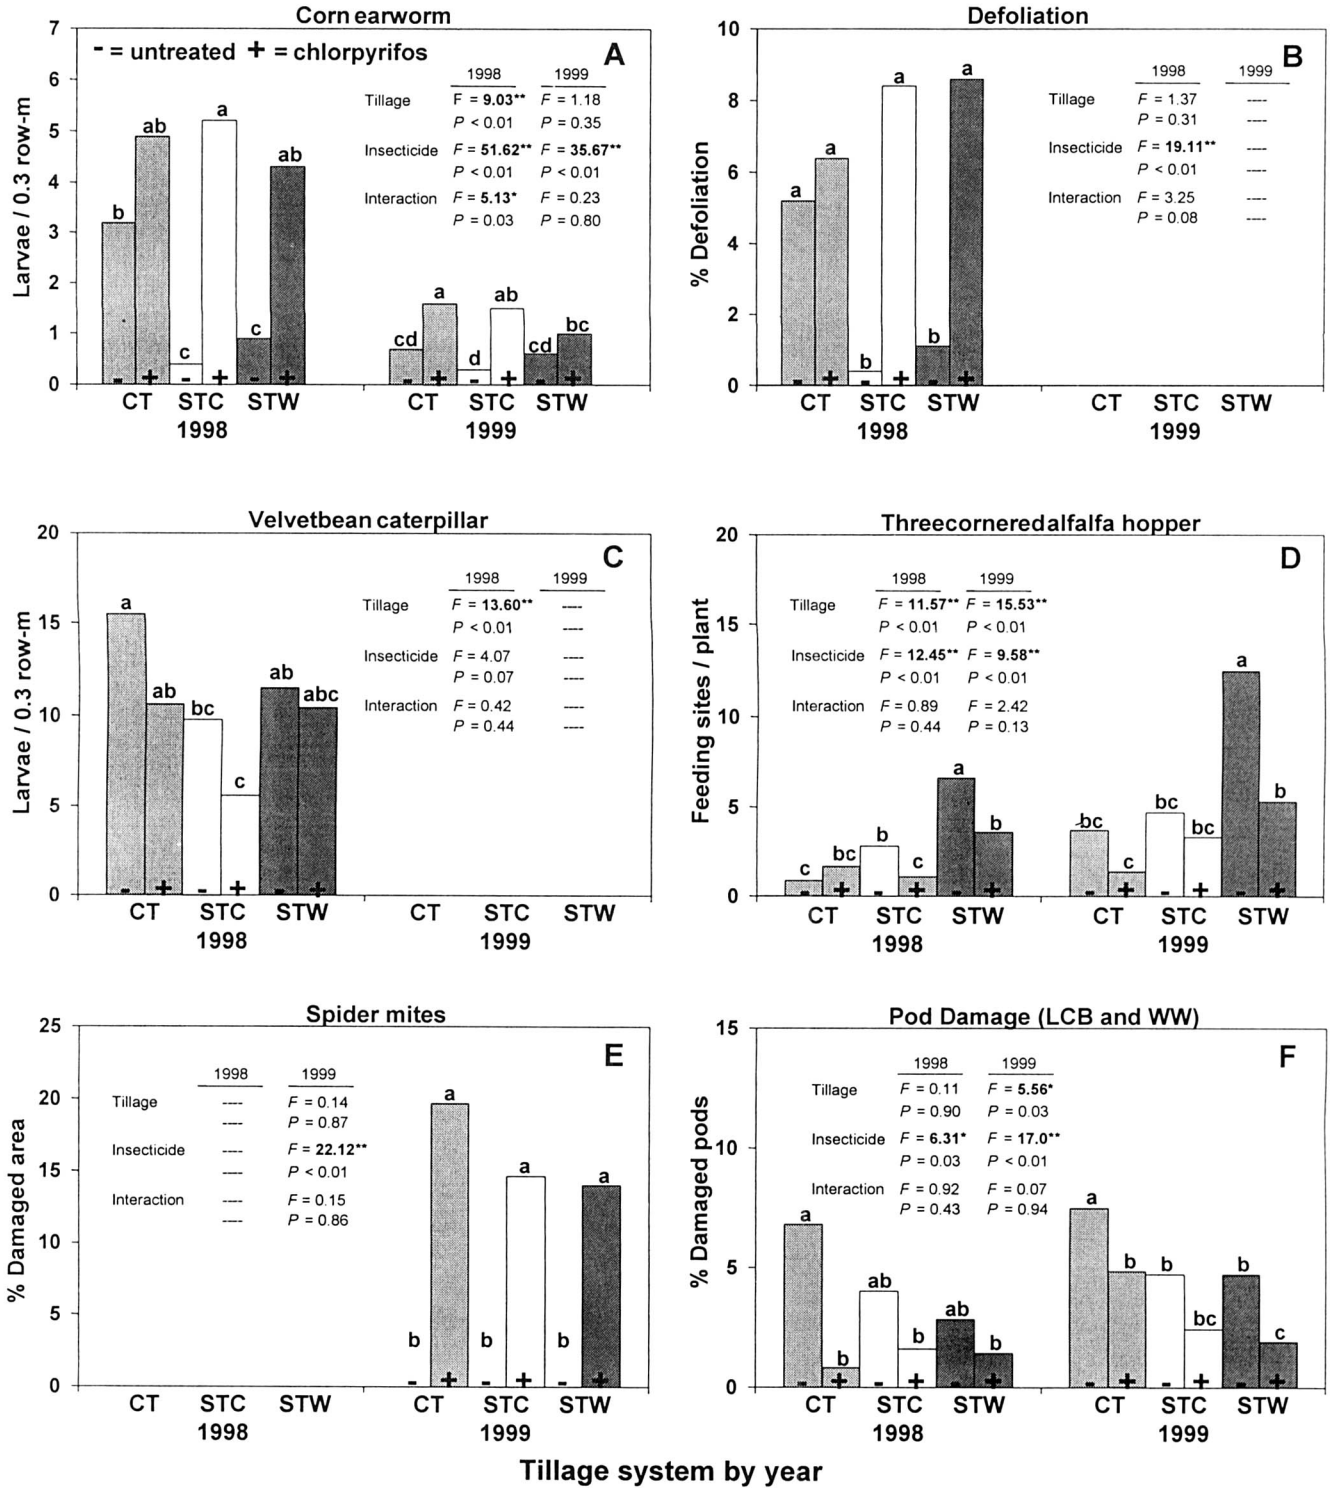 Corn earworm
A
- = untreated + = chlorpyrifos
1998 1999
Tillage F = 9.03** F = 1.18
P < 0.01 P = 0.35
Insecticide F = 51.62** F = 35.67**
P < 0.01 P < 0.01
Interaction F = 5.13* F = 0.23
P = 0.03 P = 0.80
Larvae / 0.3 row-m
7
6
5
4
3
2
1
0
b ab c a c ab
cd a d ab cd bc
- + - + - + - + - + - +
CT STC STW CT STC STW
1998 1999
Defoliation
B
1998 1999
Tillage F = 1.37 ----
P = 0.31 ----
Insecticide F = 19.11** ----
P < 0.01 ----
Interaction F = 3.25 ----
P = 0.08 ----
% Defoliation
10
8
6
4
2
0
a a b a b a
- + - + - +
CT STC STW CT STC STW
1998 1999
Velvetbean caterpillar
C
1998 1999
Tillage F = 13.60** ----
P < 0.01 ----
Insecticide F = 4.07 ----
P = 0.07 ----
Interaction F = 0.42 ----
P = 0.44 ----
Larvae / 0.3 row-m
20
15
10
5
0
a ab bc c ab abc
- + - + - +
CT STC STW CT STC STW
1998 1999
Threecornered alfalfa hopper
D
1998 1999
Tillage F = 11.57** F = 15.53**
P < 0.01 P < 0.01
Insecticide F = 12.45** F = 9.58**
P < 0.01 P < 0.01
Interaction F = 0.89 F = 2.42
P = 0.44 P = 0.13
Feeding sites / plant
20
15
10
5
0
c bc b c a b
bc c bc bc a b
- + - + - + - + - + - +
CT STC STW CT STC STW
1998 1999
Spider mites
E
1998 1999
Tillage ---- F = 0.14
---- P = 0.87
Insecticide ---- F = 22.12**
---- P < 0.01
Interaction ---- F = 0.15
---- P = 0.86
% Damaged area
25
20
15
10
5
0
b a b a b a
- + - + - +
CT STC STW CT STC STW
1998 1999
Pod Damage (LCB and WW)
F
1998 1999
Tillage F = 0.11 F = 5.56*
P = 0.90 P = 0.03
Insecticide F = 6.31* F = 17.0**
P = 0.03 P < 0.01
Interaction F = 0.92 F = 0.07
P = 0.43 P = 0.94
% Damaged pods
15
10
5
0
a b ab b ab b
a b b bc b c
- + - + - + - + - + - +
CT STC STW CT STC STW
1998 1999
Tillage system by year